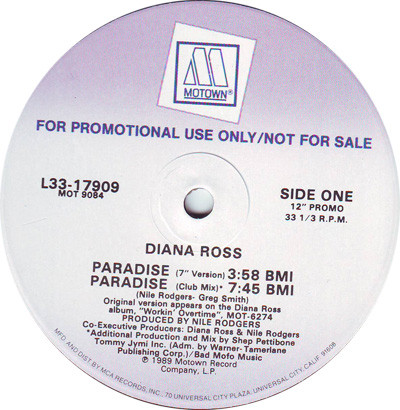 MOTOWN®
FOR PROMOTIONAL USE ONLY/NOT FOR SALE
L33-17909
MOT 9084
SIDE ONE
12" PROMO
33 1/3 R.P.M.
DIANA ROSS
PARADISE (7" Version) 3:58 BMI
PARADISE (Club Mix)* 7:45 BMI
(Nile Rodgers- Greg Smith)
Original version appears on the Diana Ross
album, "Workin' Overtime", MOT-6274
PRODUCED BY NILE RODGERS
Co-Executive Producers: Diana Ross & Nile Rodgers
*Additional Production and Mix by Shep Pettibone
Tommy Jymi Inc. (Adm. by Warner-Tamerlane
Publishing Corp.)/Bad Mofo Music
℗ 1989 Motown Record
Company, L.P.
MFD. AND DIST. BY MCA RECORDS, INC., 70 UNIVERSAL CITY PLAZA, UNIVERSAL CITY, CALIF. 91608